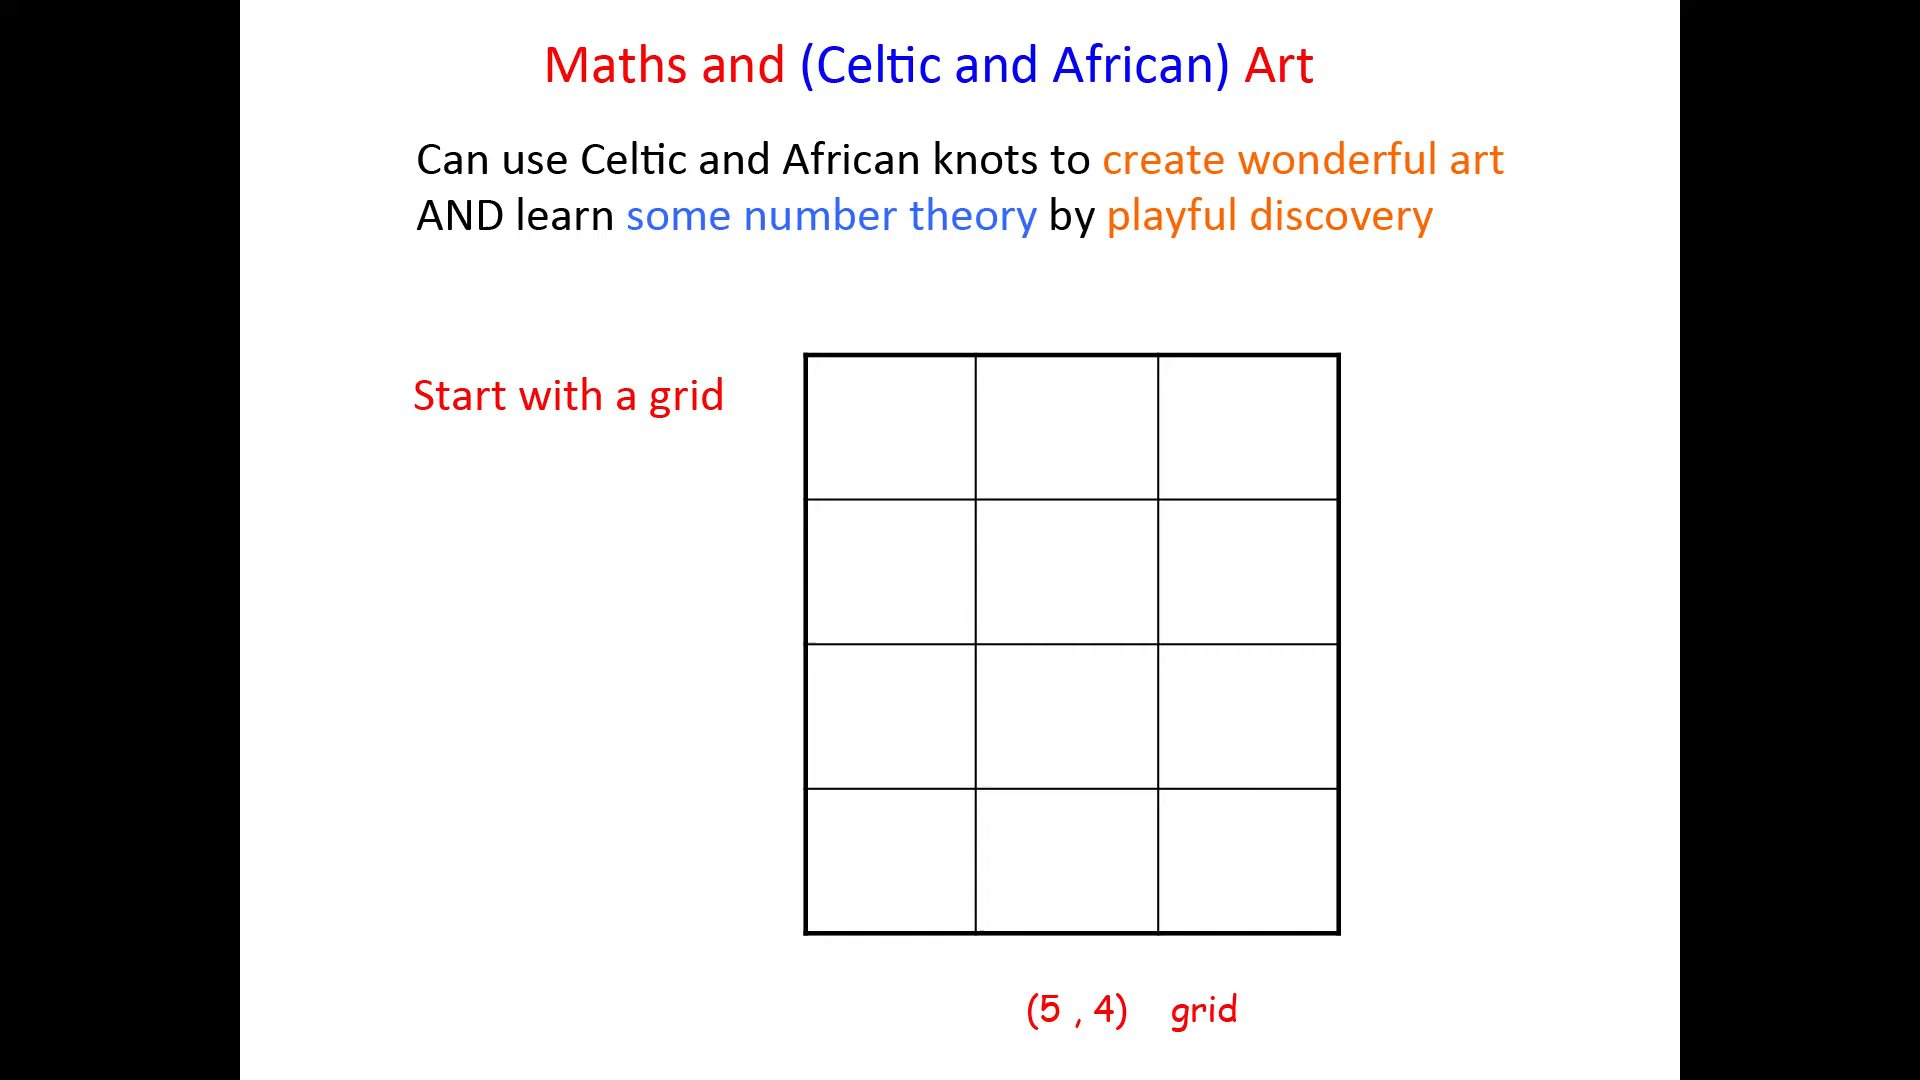 Maths and (Celtic and African) Art
Can use Celtic and African knots to create wonderful art
AND learn some number theory by playful discovery
Start with a grid
(5 , 4) grid